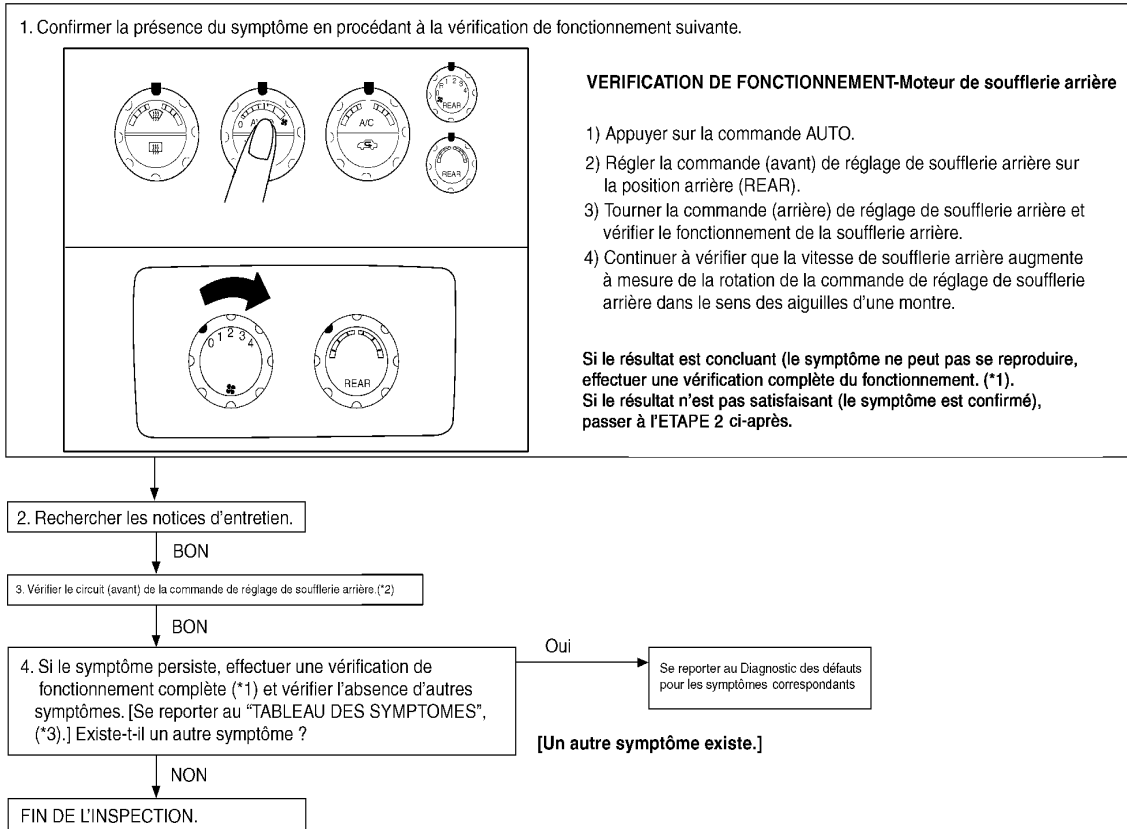 1. Confirmer la présence du symptôme en procédant à la vérification de fonctionnement suivante.
0
A/C
R 1 2 3 4
0
REAR
REAR
0 1 2 3 4
REAR
VERIFICATION DE FONCTIONNEMENT-Moteur de soufflerie arrière
1) Appuyer sur la commande AUTO.
2) Régler la commande (avant) de réglage de soufflerie arrière sur
la position arrière (REAR).
3) Tourner la commande (arrière) de réglage de soufflerie arrière et
vérifier le fonctionnement de la soufflerie arrière.
4) Continuer à vérifier que la vitesse de soufflerie arrière augmente
à mesure de la rotation de la commande de réglage de soufflerie
arrière dans le sens des aiguilles d'une montre.
Si le résultat est concluant (le symptôme ne peut pas se reproduire,
effectuer une vérification complète du fonctionnement. (*1).
Si le résultat n'est pas satisfaisant (le symptôme est confirmé),
passer à l'ETAPE 2 ci-après.
2. Rechercher les notices d'entretien.
BON
3. Vérifier le circuit (avant) de la commande de réglage de soufflerie arrière.(*2)
BON
4. Si le symptôme persiste, effectuer une vérification de
fonctionnement complète (*1) et vérifier l'absence d'autres
symptômes. [Se reporter au "TABLEAU DES SYMPTOMES",
(*3).] Existe-t-il un autre symptôme ?
Oui
Se reporter au Diagnostic des défauts
pour les symptômes correspondants
[Un autre symptôme existe.]
NON
FIN DE L'INSPECTION.